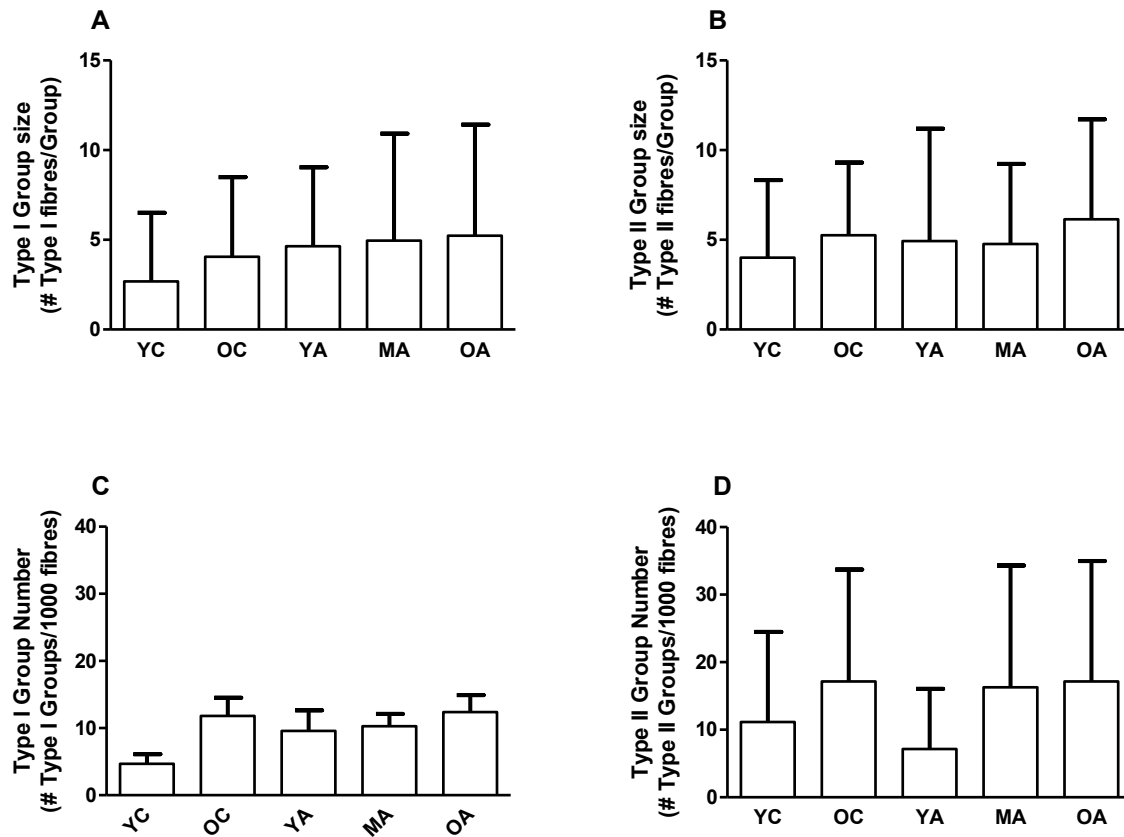 A
Type I Group size
(# Type I fibres/Group)
15
10
5
0
YC OC YA MA OA
B
Type II Group size
(# Type II fibres/Group)
15
10
5
0
YC OC YA MA OA
C
Type I Group Number
(# Type I Groups/1000 fibres)
40
30
20
10
0
YC OC YA MA OA
D
Type II Group Number
(# Type II Groups/1000 fibres)
40
30
20
10
0
YC OC YA MA OA